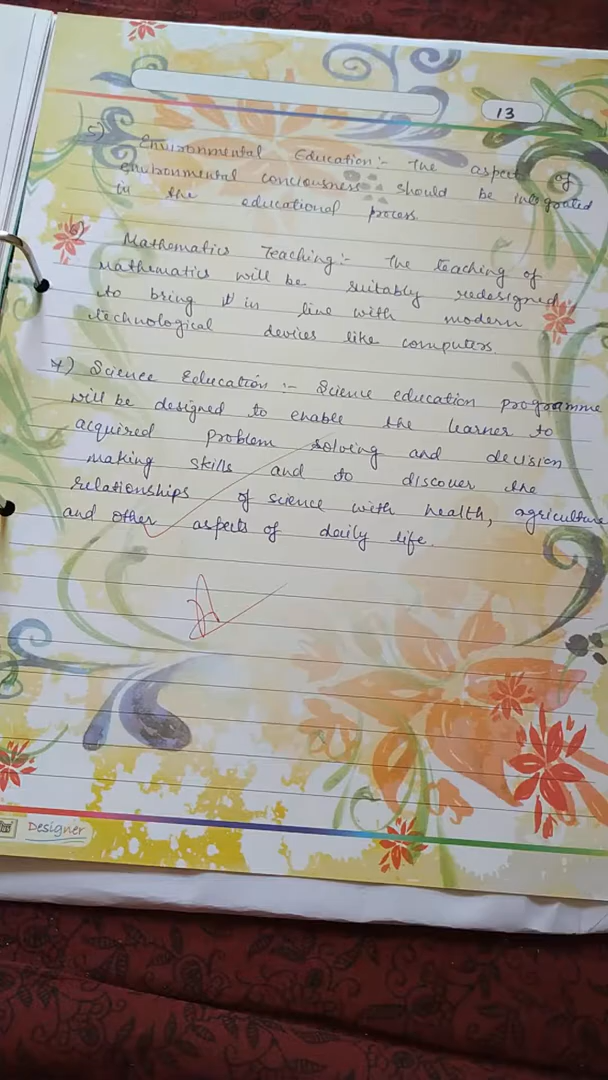 13
5) Environmental Education:- The aspect of
environmental conciousness should be integrated
in the educational process
6) Mathematics Teaching:- The teaching of
mathematics will be suitably redesigned
to bring it in line with modern
technological devices like computers.
7) Science Education:- Science education programme
will be designed to enable the learner to
acquired problem solving and decision
making skills and to discover the
relationships of science with health, agriculture
and other aspects of daily life.
Designer